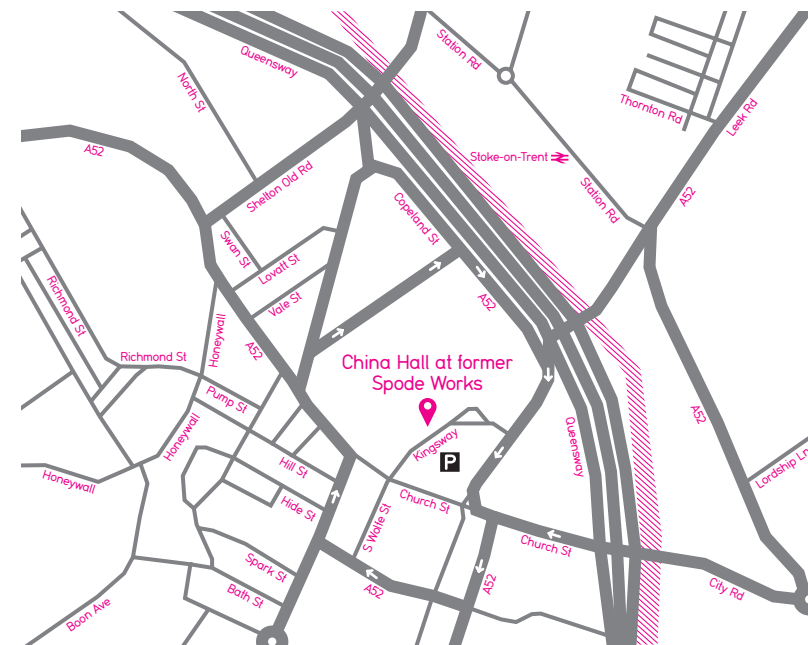 Queensway
Station Rd
North St
Thornton Rd
Leek Rd
A52
Stoke-on-Trent
Shelton Old Rd
Station Rd
A52
Copeland St
Swan St
Lovatt St
Vale St
A52
Richmond St
Honeywall
A52
Richmond St
China Hall at former
Spode Works
Pump St
A52
Queensway
Honeywall
Kingsway
P
Lordship Ln
Honeywall
Hill St
Church St
Hide St
S Wolfe St
Church St
Spark St
A52
A52
City Rd
Bath St
Boon Ave